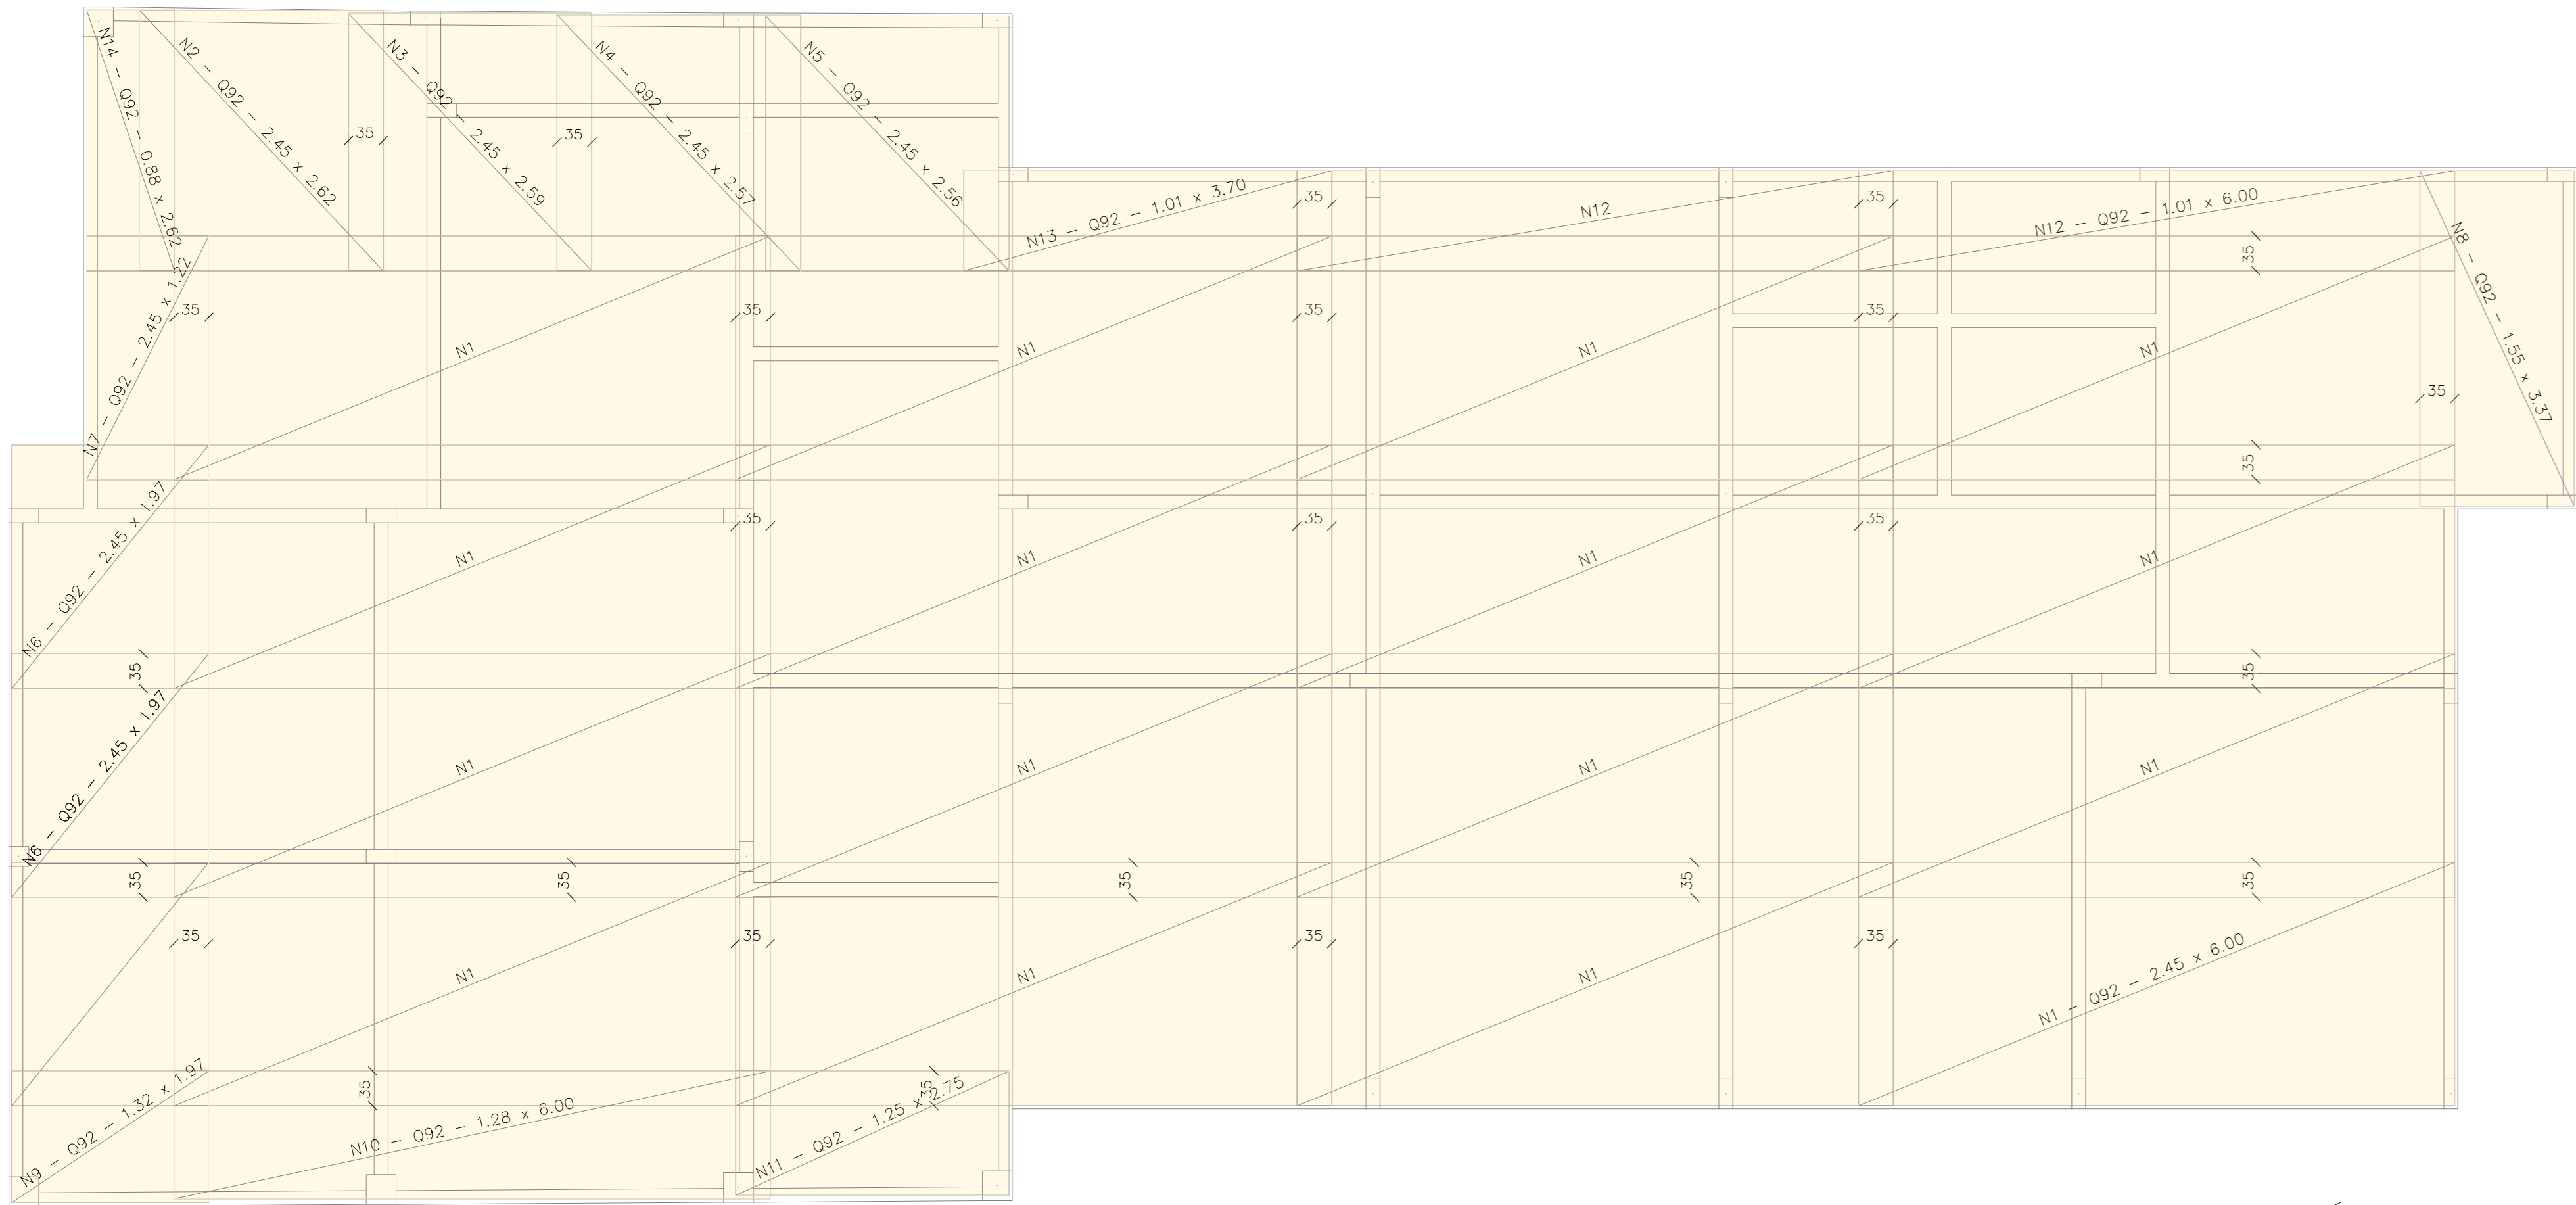 N14 - Q92 - 0.88 x 2.62
N2 - Q92 - 2.45 x 2.62
N3 - Q92 - 2.45 x 2.59
N4 - Q92 - 2.45 x 2.57
N5 - Q92 - 2.45 x 2.56
35
35
N13 - Q92 - 1.01 x 3.70
35
N12
35
N12 - Q92 - 1.01 x 6.00
35
N8 - Q92 - 1.55 x 3.37
N7 - Q92 - 2.45 x 1.22
35
35
35
35
N1
N1
N1
N1
35
35
N6 - Q92 - 2.45 x 1.97
35
35
35
N1
N1
N1
N1
35
35
N6 - Q92 - 2.45 x 1.97
N1
N1
N1
N1
35
35
35
35
35
35
35
35
35
N1
N1
N1
N1 - Q92 - 2.45 x 6.00
N9 - Q92 - 1.32 x 1.97
35
N10 - Q92 - 1.28 x 6.00
35
N11 - Q92 - 1.25 x 2.75